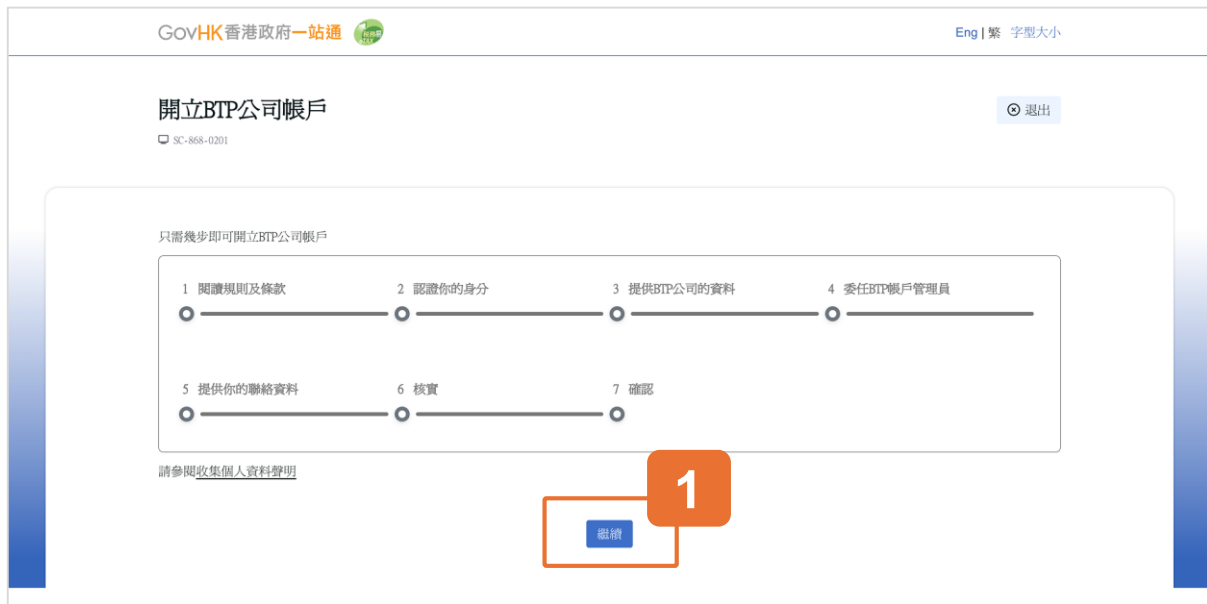 GovHK香港政府一站通 稅務易 eTAX Eng | 繁 字型大小
開立BTP公司帳戶 退出
SC-868-0201
只需幾步即可開立BTP公司帳戶
1 閱讀規則及條款 2 認證你的身分 3 提供BTP公司的資料 4 委任BTP帳戶管理員
5 提供你的聯絡資料 6 核實 7 確認
請參閱收集個人資料聲明
1
繼續